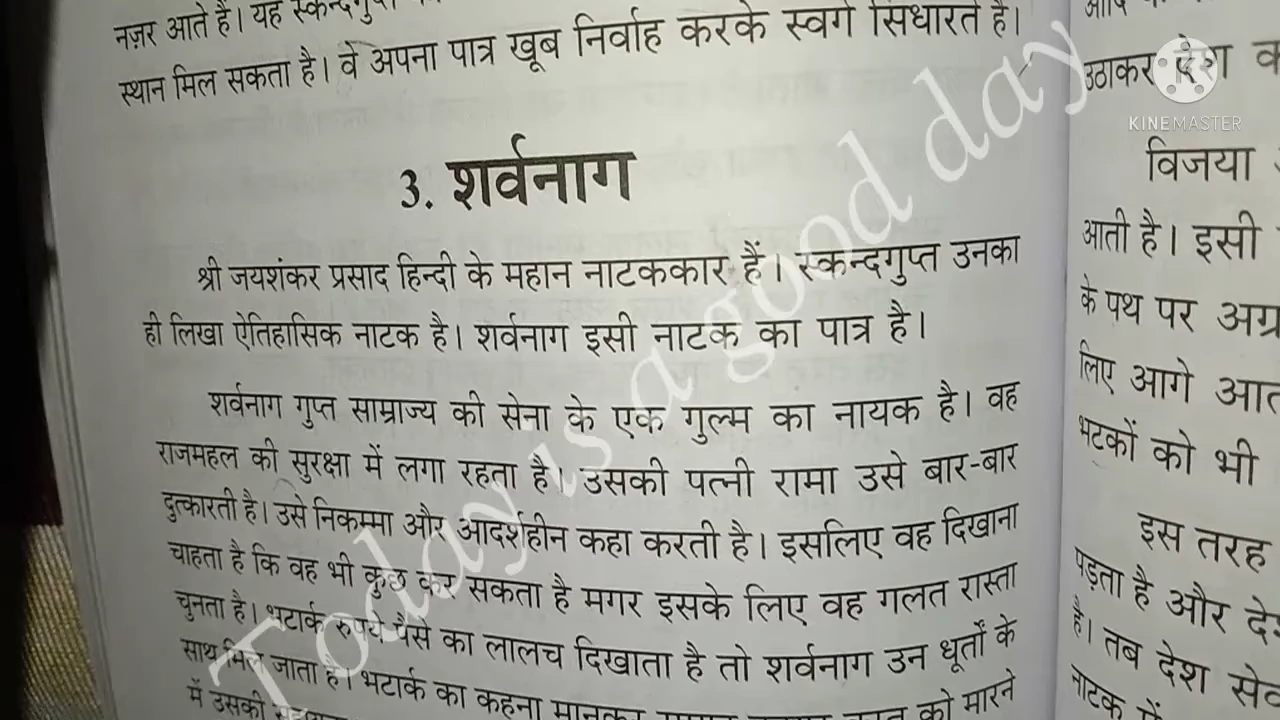 नज़र आते हैं। यह
स्थान मिल सकता है। वे अपना पात्र खूब निर्वाह करके स्वर्ग सिधारते हैं।
3. शर्वनाग
श्री जयशंकर प्रसाद हिन्दी के महान नाटककार हैं। स्कन्दगुप्त उनका
ही लिखा ऐतिहासिक नाटक है। शर्वनाग इसी नाटक का पात्र है।
शर्वनाग गुप्त साम्राज्य की सेना के एक गुल्म का नायक है। वह
राजमहल की सुरक्षा में लगा रहता है। उसकी पत्नी रामा उसे बार-बार
दुत्कारती है। उसे निकम्मा और आदर्शहीन कहा करती है। इसलिए वह दिखाना
चाहता है कि वह भी कुछ कर सकता है मगर इसके लिए वह गलत रास्ता
चुनता है। भटार्क रुपये पैसे का लालच दिखाता है तो शर्वनाग उन धूर्तों के
साथ मिल जाता है। भटार्क का कहना मानकर को मारने
में उसकी
उठाकर देश
विजया
आती है। इसी
के पथ पर
लिए आगे
भटकों को भी
इस तरह
पड़ता है और
है। तब देश
नाटक में
KINEMASTER
Today is a good day